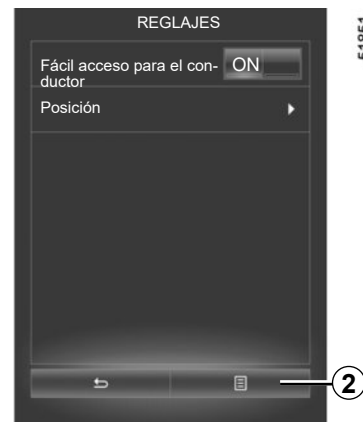 REGLAJES
Fácil acceso para el con-
ductor
ON
Posición
2
51851